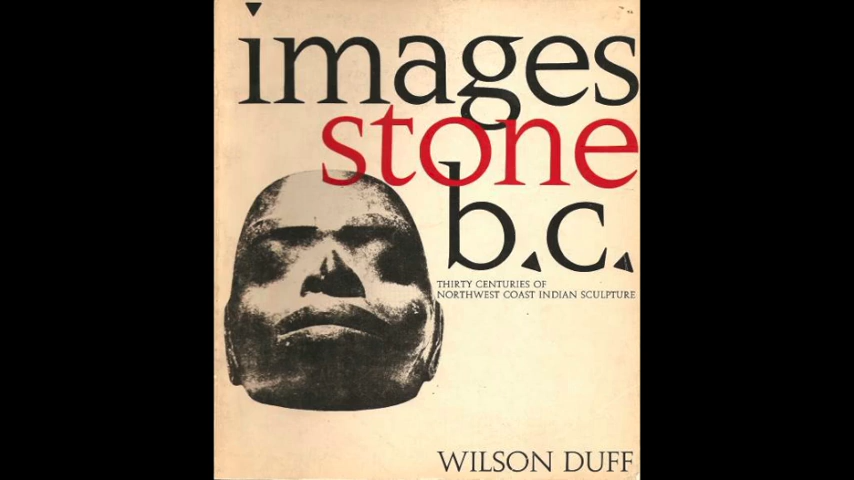 images
stone
b.c.
THIRTY CENTURIES OF
NORTHWEST COAST INDIAN SCULPTURE
WILSON DUFF